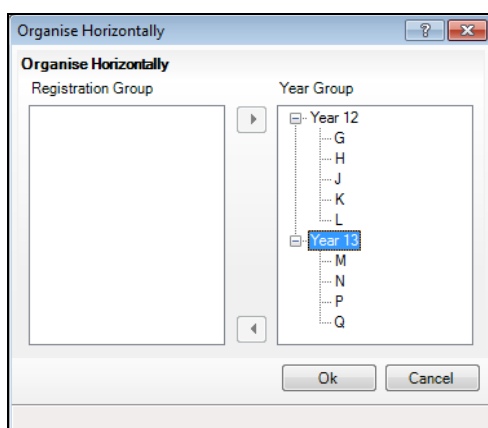 Organise Horizontally
?
Organise Horizontally
Registration Group
Year Group
Year 12
G
H
J
K
L
Year 13
M
N
P
Q
Ok
Cancel